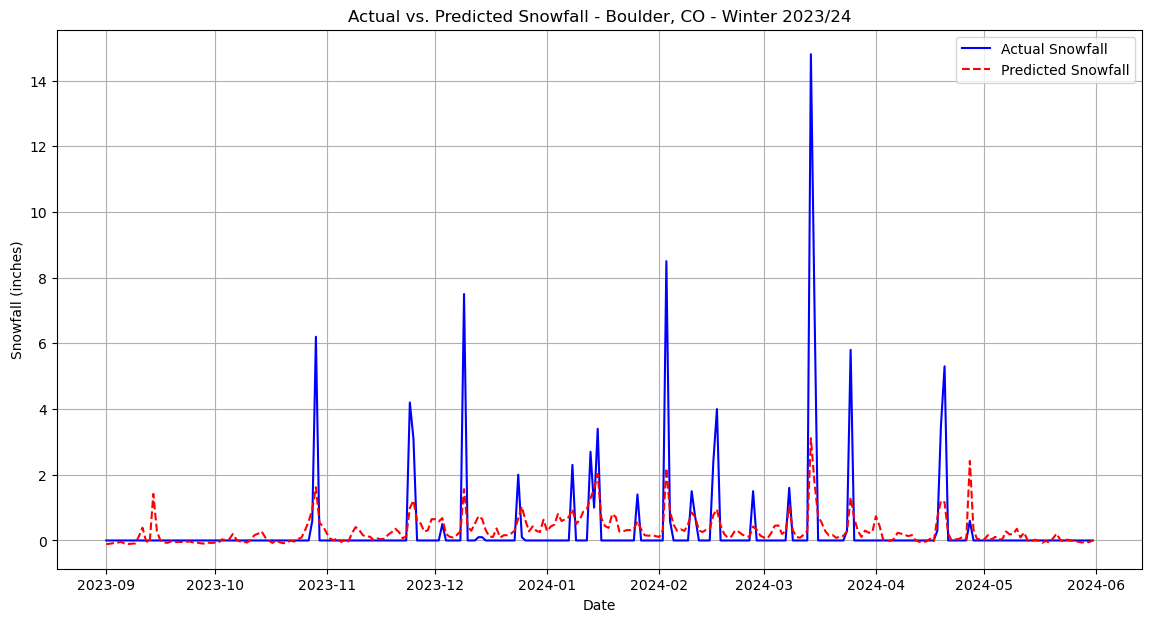 Actual vs. Predicted Snowfall - Boulder, CO - Winter 2023/24
Actual Snowfall
Predicted Snowfall
Snowfall (inches)
14
12
10
8
6
4
2
0
2023-09 2023-10 2023-11 2023-12 2024-01 2024-02 2024-03 2024-04 2024-05 2024-06
Date